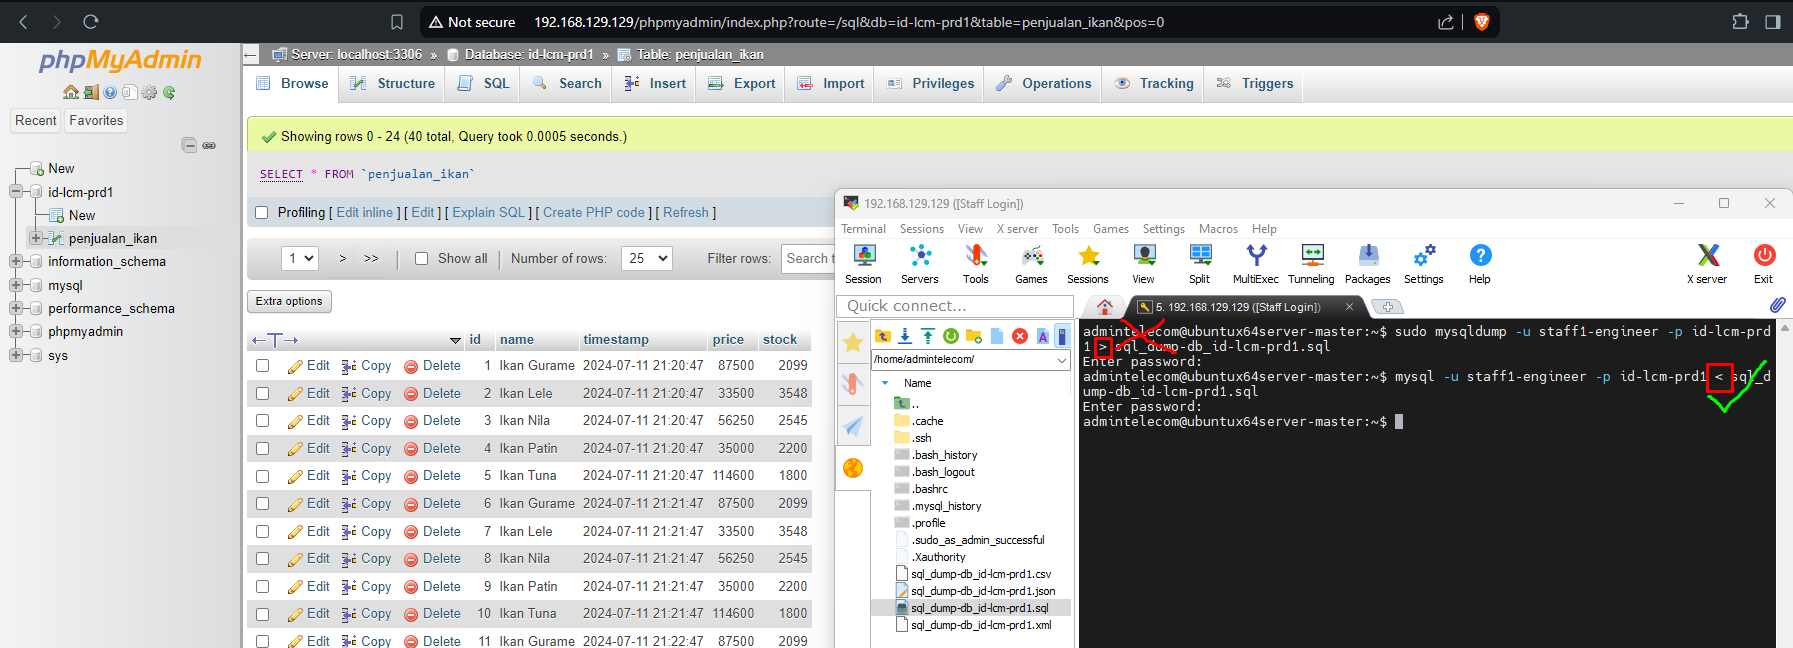 Not secure 192.168.129.129/phpmyadmin/index.php?route=/sql&db=id-lcm-prd1&table=penjualan_ikan&pos=0
phpMyAdmin
Recent Favorites
New
id-lcm-prd1
New
penjualan_ikan
information_schema
mysql
performance_schema
phpmyadmin
sys
Server: localhost:3306 » Database: id-lcm-prd1 » Table: penjualan_ikan
Browse Structure SQL Search Insert Export Import Privileges Operations Tracking Triggers
Showing rows 0 - 24 (40 total, Query took 0.0005 seconds.)
SELECT * FROM `penjualan_ikan`
Profiling [ Edit inline ] [ Edit ] [ Explain SQL ] [ Create PHP code ] [ Refresh ]
1 > >> Show all Number of rows: 25 Filter rows: Search t
Extra options
←T→ id name timestamp price stock
Edit Copy Delete 1 Ikan Gurame 2024-07-11 21:20:47 87500 2099
Edit Copy Delete 2 Ikan Lele 2024-07-11 21:20:47 33500 3548
Edit Copy Delete 3 Ikan Nila 2024-07-11 21:20:47 56250 2545
Edit Copy Delete 4 Ikan Patin 2024-07-11 21:20:47 35000 2200
Edit Copy Delete 5 Ikan Tuna 2024-07-11 21:20:47 114600 1800
Edit Copy Delete 6 Ikan Gurame 2024-07-11 21:21:47 87500 2099
Edit Copy Delete 7 Ikan Lele 2024-07-11 21:21:47 33500 3548
Edit Copy Delete 8 Ikan Nila 2024-07-11 21:21:47 56250 2545
Edit Copy Delete 9 Ikan Patin 2024-07-11 21:21:47 35000 2200
Edit Copy Delete 10 Ikan Tuna 2024-07-11 21:21:47 114600 1800
Edit Copy Delete 11 Ikan Gurame 2024-07-11 21:22:47 87500 2099
192.168.129.129 ([Staff Login])
Terminal Sessions View X server Tools Games Settings Macros Help
Session Servers Tools Games Sessions View Split MultiExec Tunneling Packages Settings Help X server Exit
Quick connect...
5. 192.168.129.129 ([Staff Login])
/home/admintelecom/
Name
..
.cache
.ssh
.bash_history
.bash_logout
.bashrc
.mysql_history
.profile
.sudo_as_admin_successful
.Xauthority
sql_dump-db_id-lcm-prd1.csv
sql_dump-db_id-lcm-prd1.json
sql_dump-db_id-lcm-prd1.sql
sql_dump-db_id-lcm-prd1.xml
admintelecom@ubuntux64server-master:~$ sudo mysqldump -u staff1-engineer -p id-lcm-prd
1 > sql_dump-db_id-lcm-prd1.sql
Enter password:
admintelecom@ubuntux64server-master:~$ mysql -u staff1-engineer -p id-lcm-prd1 < sql_d
ump-db_id-lcm-prd1.sql
Enter password:
admintelecom@ubuntux64server-master:~$